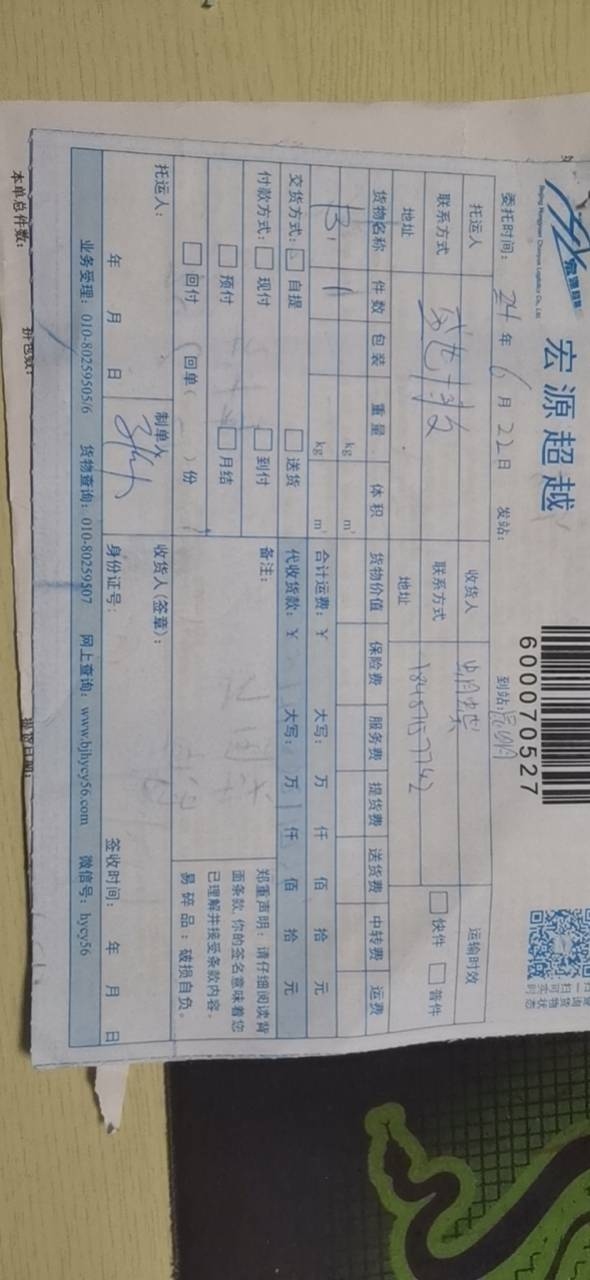 宏源超越
Beijing Hongyuan Chaoyue Logistics Co., Ltd
600070527
委托时间: 24 年 6 月 22 日 发站: 到站:
托运人 收货人 运输时效
联系方式 联系方式 18487157742 快件 普件
地址 地址
货物名称 件数 包装 重量 体积 货物价值 保险费 服务费 提货费 送货费 中转费 运费
kg m³
kg m³ 合计运费:¥ 大写: 万 仟 佰 拾 元
交货方式: 自提 送货 代收货款:¥ 大写: 万 仟 佰 拾 元
付款方式: 现付 到付 备注:
预付 月结
回付 回单( )份
郑重声明:请仔细阅读背
面条款,你的签名意味着您
已理解并接受条款内容。
易碎品:破损自负。
托运人: 制单人 收货人(签章):
年 月 日 身份证号: 签收时间: 年 月 日
业务受理:010-80259505/6 货物查询:010-80259507 网上查询:www.bjhycy56.com 微信号:hycy56
本单总件数: